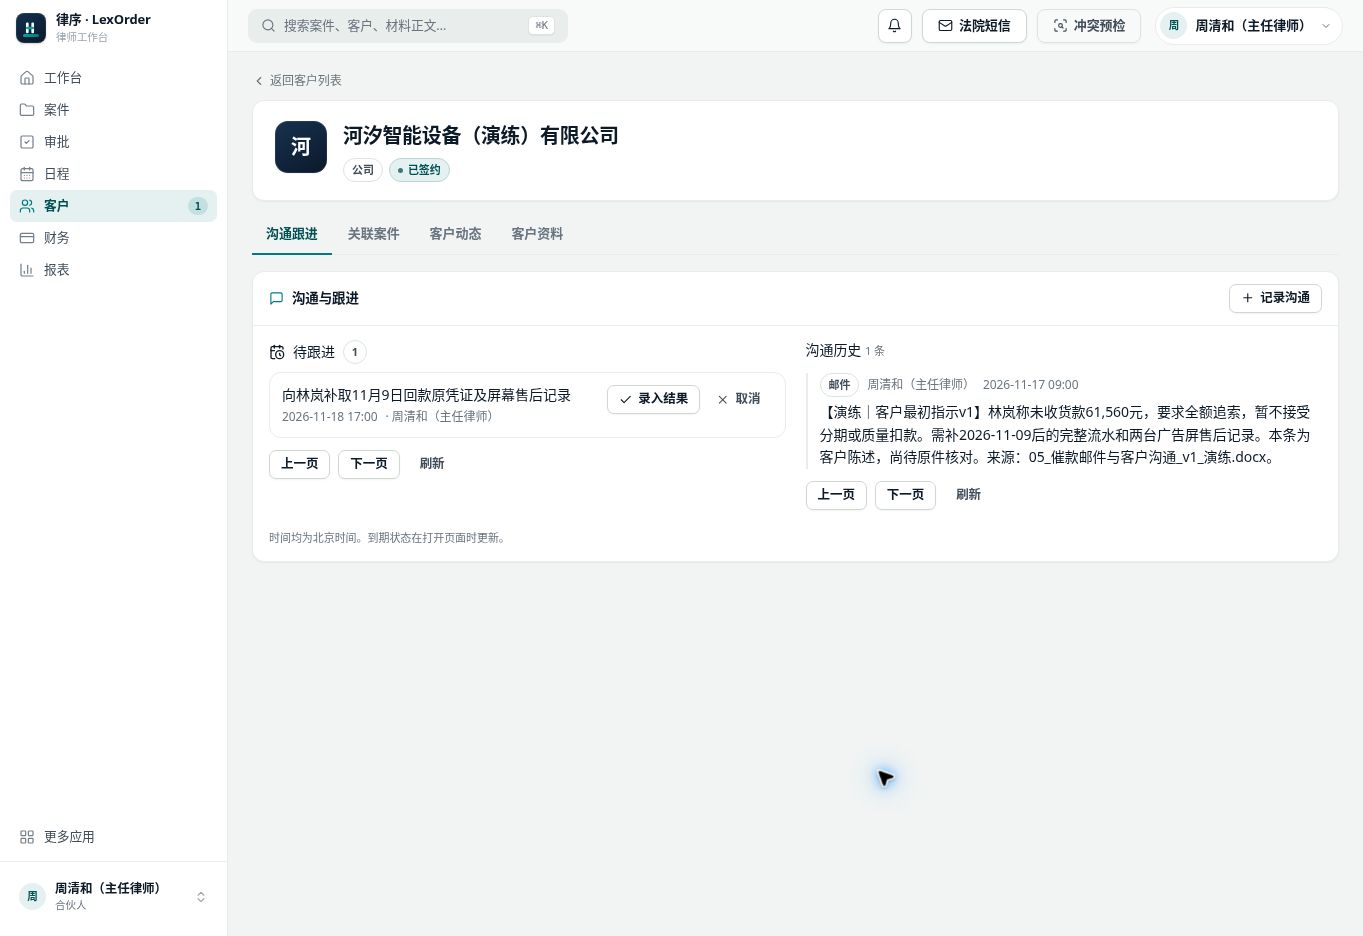 律序 · LexOrder
律师工作台
搜索案件、客户、材料正文...
⌘K
法院短信
冲突预检
周
周清和（主任律师）
工作台
案件
审批
日程
客户
1
财务
报表
更多应用
周
周清和（主任律师）
合伙人
返回客户列表
河
河汐智能设备（演练）有限公司
公司
已签约
沟通跟进
关联案件
客户动态
客户资料
沟通与跟进
记录沟通
待跟进
1
向林岚补取11月9日回款原凭证及屏幕售后记录
2026-11-18 17:00 · 周清和（主任律师）
录入结果
取消
上一页
下一页
刷新
沟通历史 1 条
邮件
周清和（主任律师） 2026-11-17 09:00
【演练｜客户最初指示v1】林岚称未收货款61,560元，要求全额追索，暂不接受
分期或质量扣款。需补2026-11-09后的完整流水和两台广告屏售后记录。本条为
客户陈述，尚待原件核对。来源：05_催款邮件与客户沟通_v1_演练.docx。
上一页
下一页
刷新
时间均为北京时间。到期状态在打开页面时更新。